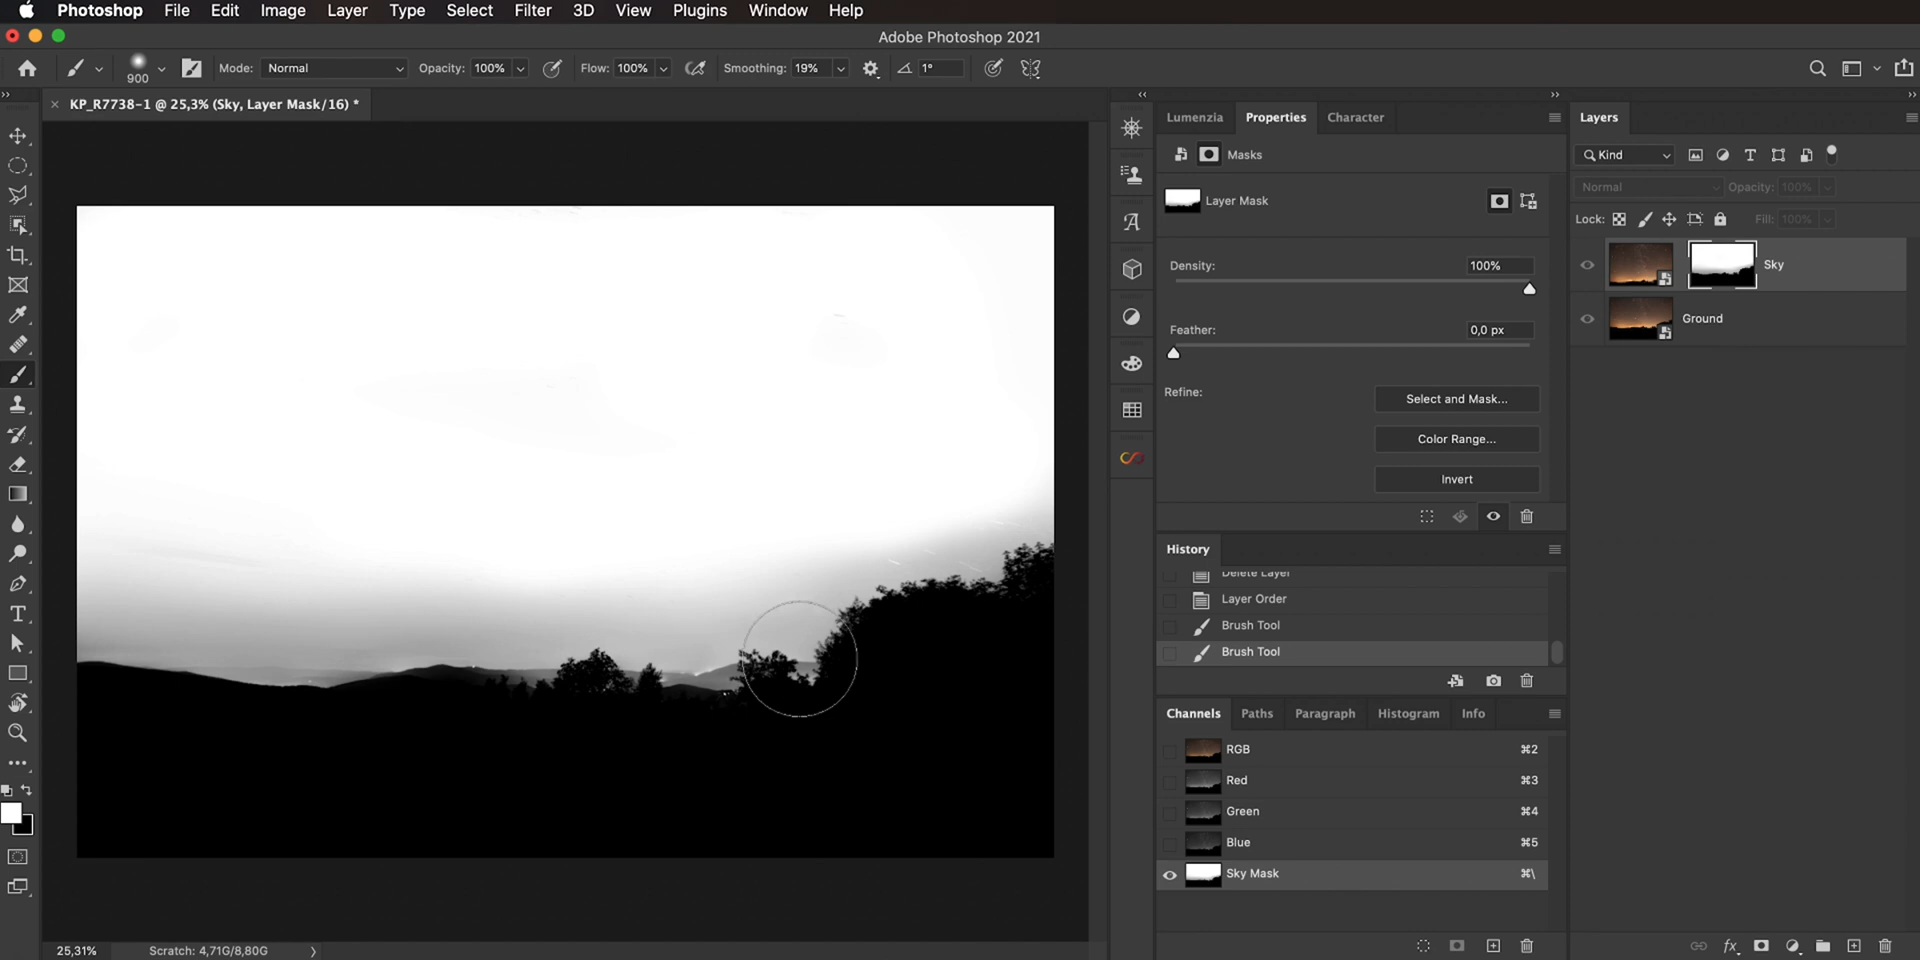 Photoshop File Edit Image Layer Type Select Filter 3D View Plugins Window Help
Adobe Photoshop 2021
900 Mode: Normal Opacity: 100% Flow: 100% Smoothing: 19% 1°
KP_R7738-1 @ 25,3% (Sky, Layer Mask/16) *
Lumenzia Properties Character
Masks
Layer Mask
Density: 100%
Feather: 0,0 px
Refine:
Select and Mask...
Color Range...
Invert
History
Delete Layer
Layer Order
Brush Tool
Brush Tool
Channels Paths Paragraph Histogram Info
RGB ⌘2
Red ⌘3
Green ⌘4
Blue ⌘5
Sky Mask ⌘\
Layers
Kind
Normal Opacity: 100%
Lock: Fill: 100%
Sky
Ground
25,31% Scratch: 4,71G/8,80G